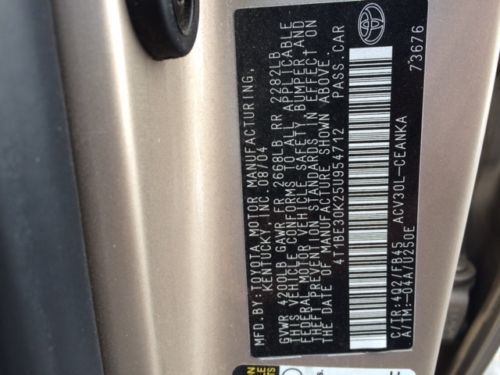 MFD. BY:TOYOTA MOTOR MANUFACTURING,
KENTUCKY, INC. 08/04
GVWR 4200LB GAWR FR 2668LB RR 2282LB
THIS VEHICLE CONFORMS TO ALL APPLICABLE
FEDERAL MOTOR VEHICLE SAFETY, BUMPER AND
THEFT PREVENTION STANDARDS IN EFFECT ON
THE DATE OF MANUFACTURE SHOWN ABOVE.
4T1BE30K25U954712 PASS.CAR
C/TR:4Q2/FB45 ACV30L-CEANKA
A/TM:-04A/U250E
73676